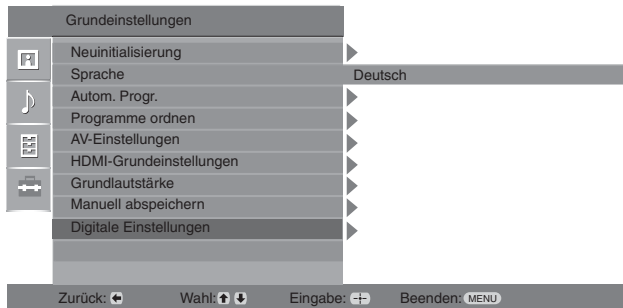 Grundeinstellungen
Neuinitialisierung
Sprache Deutsch
Autom. Progr.
Programme ordnen
AV-Einstellungen
HDMI-Grundeinstellungen
Grundlautstärke
Manuell abspeichern
Digitale Einstellungen
Zurück: Wahl: Eingabe: Beenden: MENU